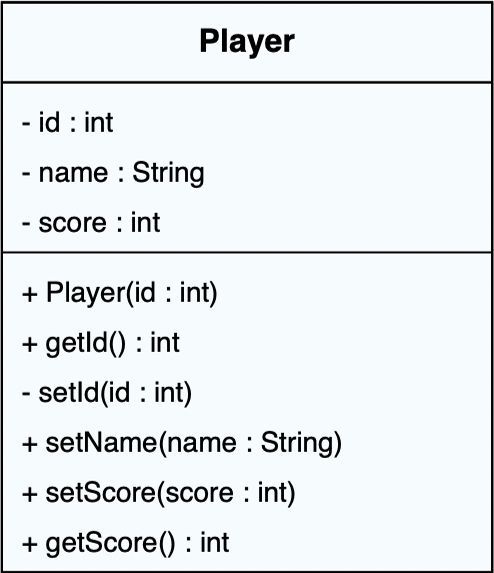 Player
- id : int
- name : String
- score : int
+ Player(id : int)
+ getId() : int
- setId(id : int)
+ setName(name : String)
+ setScore(score : int)
+ getScore() : int